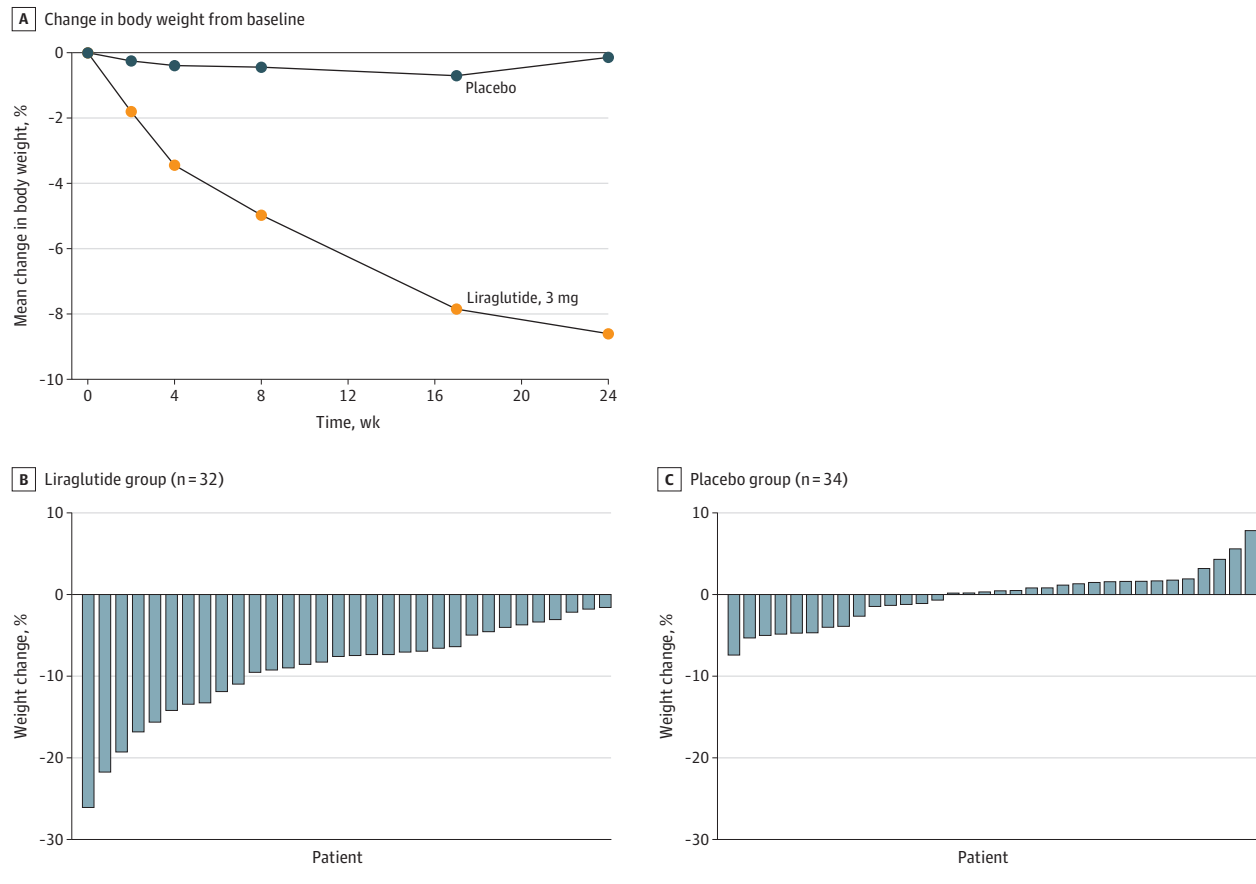 A Change in body weight from baseline
0
-2
-4
-6
-8
-10
Mean change in body weight, %
Placebo
Liraglutide, 3 mg
0 4 8 12 16 20 24
Time, wk
B Liraglutide group (n=32)
10
0
-10
-20
-30
Weight change, %
Patient
C Placebo group (n=34)
10
0
-10
-20
-30
Weight change, %
Patient